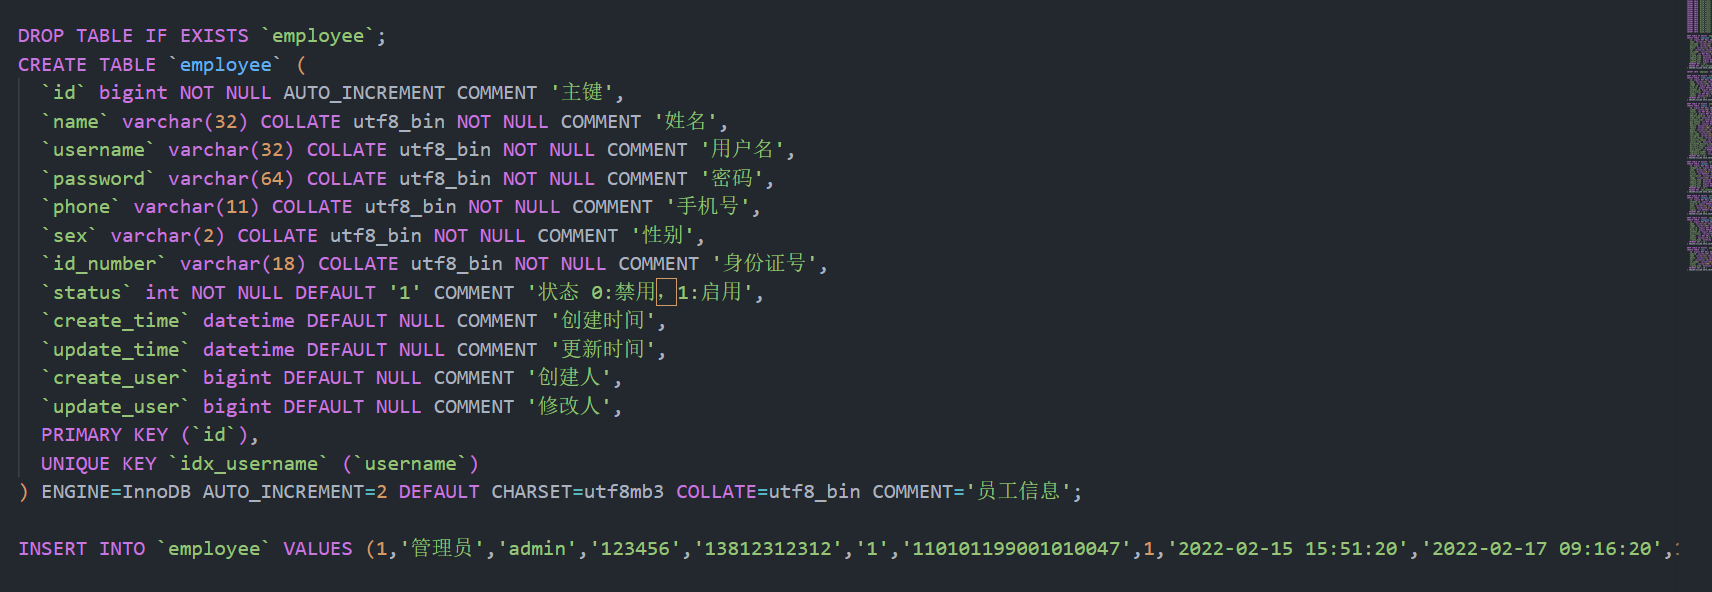 DROP TABLE IF EXISTS `employee`;
CREATE TABLE `employee` (
  `id` bigint NOT NULL AUTO_INCREMENT COMMENT '主键',
  `name` varchar(32) COLLATE utf8_bin NOT NULL COMMENT '姓名',
  `username` varchar(32) COLLATE utf8_bin NOT NULL COMMENT '用户名',
  `password` varchar(64) COLLATE utf8_bin NOT NULL COMMENT '密码',
  `phone` varchar(11) COLLATE utf8_bin NOT NULL COMMENT '手机号',
  `sex` varchar(2) COLLATE utf8_bin NOT NULL COMMENT '性别',
  `id_number` varchar(18) COLLATE utf8_bin NOT NULL COMMENT '身份证号',
  `status` int NOT NULL DEFAULT '1' COMMENT '状态 0:禁用，1:启用',
  `create_time` datetime DEFAULT NULL COMMENT '创建时间',
  `update_time` datetime DEFAULT NULL COMMENT '更新时间',
  `create_user` bigint DEFAULT NULL COMMENT '创建人',
  `update_user` bigint DEFAULT NULL COMMENT '修改人',
  PRIMARY KEY (`id`),
  UNIQUE KEY `idx_username` (`username`)
) ENGINE=InnoDB AUTO_INCREMENT=2 DEFAULT CHARSET=utf8mb3 COLLATE=utf8_bin COMMENT='员工信息';
INSERT INTO `employee` VALUES (1,'管理员','admin','123456','13812312312','1','110101199001010047',1,'2022-02-15 15:51:20','2022-02-17 09:16:20',